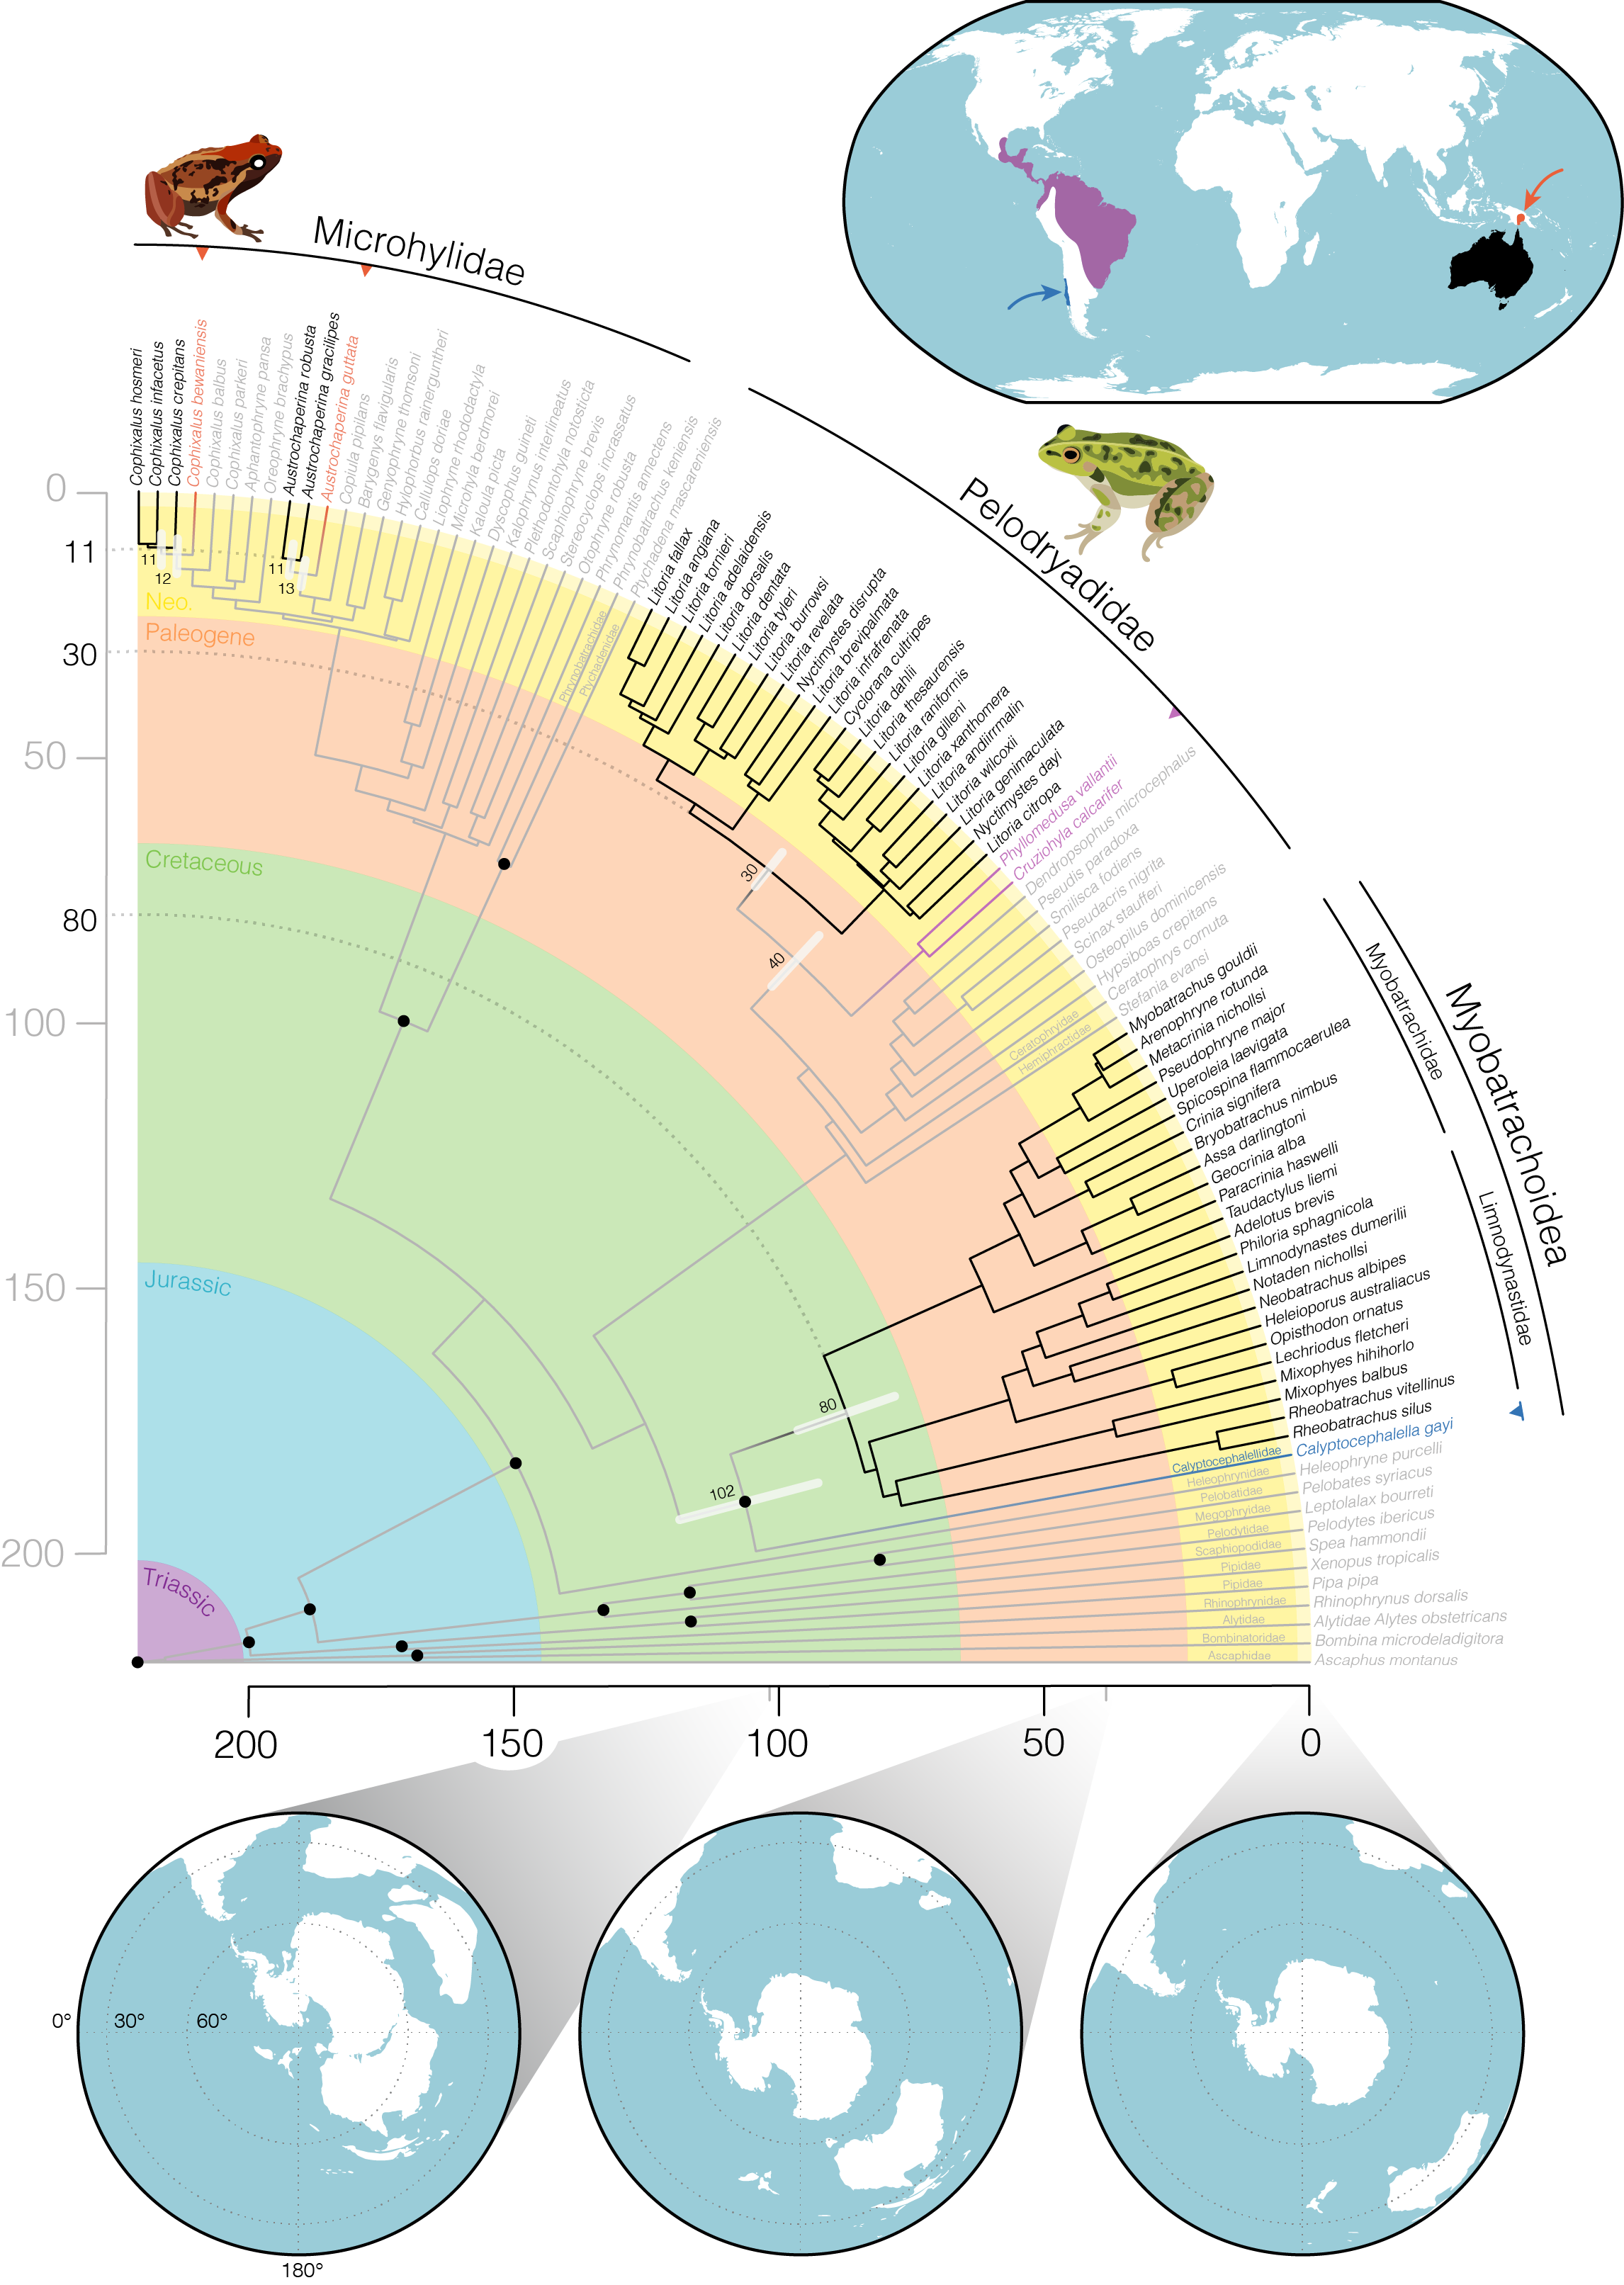 Microhylidae
Cophixalus hosmeri
Cophixalus infacetus
Cophixalus crepitans
Cophixalus bewaniensis
Cophixalus balbus
Cophixalus parkeri
Aphantophryne pansa
Oreophryne brachypus
Austrochaperina robusta
Austrochaperina gracilipes
Austrochaperina guttata
Copiula pipilans
Barygenys flavigularis
Genyophryne thomsoni
Hylophorbus rainerguntheri
Callulops doriae
Liophryne rhododactyla
Microhyla berdmorei
Kaloula picta
Dyscophus guineti
Kalophrynus interlineatus
Plethodontohyla notosticta
Scaphiophryne brevis
Stereocyclops incrassatus
Otophryne robusta
Phrynomantis annectens
Phrynobatrachus keniensis
Ptychadena mascareniensis
Phrynobatrachidae
Ptychadenidae
Pelodryadidae
Litoria fallax
Litoria angiana
Litoria tornieri
Litoria adelaidensis
Litoria dorsalis
Litoria dentata
Litoria tyleri
Litoria burrowsi
Litoria revelata
Nyctimystes disrupta
Litoria brevipalmata
Litoria infrafrenata
Cyclorana cultripes
Litoria dahlii
Litoria thesaurensis
Litoria raniformis
Litoria gilleni
Litoria xanthomera
Litoria andiirrmalin
Litoria wilcoxii
Litoria genimaculata
Nyctimystes dayi
Litoria citropa
Phyllomedusa vallantii
Cruziohyla calcarifer
Dendropsophus microcephalus
Pseudis paradoxa
Smilisca fodiens
Pseudacris nigrita
Scinax staufferi
Osteopilus dominicensis
Hypsiboas crepitans
Ceratophrys cornuta
Stefania evansi
Ceratophryidae
Hemiphractidae
Myobatrachoidea
Myobatrachidae
Limnodynastidae
Myobatrachus gouldii
Arenophryne rotunda
Metacrinia nichollsi
Pseudophryne major
Uperoleia laevigata
Spicospina flammocaerulea
Crinia signifera
Bryobatrachus nimbus
Assa darlingtoni
Geocrinia alba
Paracrinia haswelli
Taudactylus liemi
Adelotus brevis
Philoria sphagnicola
Limnodynastes dumerilii
Notaden nichollsi
Neobatrachus albipes
Heleioporus australiacus
Opisthodon ornatus
Lechriodus fletcheri
Mixophyes hihihorlo
Mixophyes balbus
Rheobatrachus vitellinus
Rheobatrachus silus
Calyptocephalella gayi
Heleophryne purcelli
Pelobates syriacus
Leptolalax bourreti
Pelodytes ibericus
Spea hammondii
Xenopus tropicalis
Pipa pipa
Rhinophrynus dorsalis
Alytidae Alytes obstetricans
Bombina microdeladigitora
Ascaphus montanus
Calyptocephalellidae
Heleophrynidae
Pelobatidae
Megophryidae
Pelodytidae
Scaphiopodidae
Pipidae
Pipidae
Rhinophrynidae
Alytidae
Bombinatoridae
Ascaphidae
0
11
30
50
80
100
150
200
11
12
11
13
30
40
80
102
Neo.
Paleogene
Cretaceous
Jurassic
Triassic
200
150
100
50
0
0°
30°
60°
180°